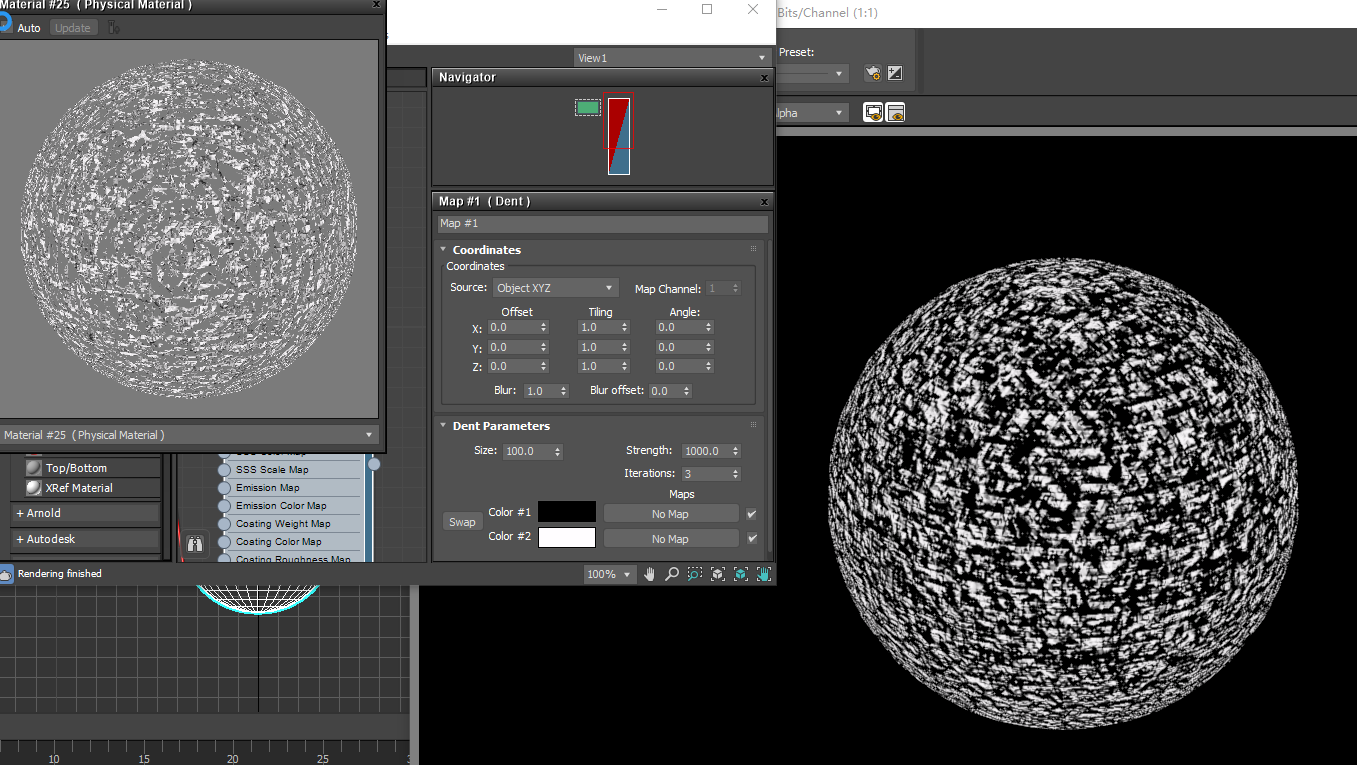 Material #25  ( Physical Material )
Auto
Update
Bits/Channel (1:1)
View1
Preset:
Navigator
lpha
Map #1  ( Dent )
Map #1
Coordinates
Coordinates
Source:
Object XYZ
Map Channel:
1
Offset
Tiling
Angle:
X:
0.0
1.0
0.0
Y:
0.0
1.0
0.0
Z:
0.0
1.0
0.0
Blur:
1.0
Blur offset:
0.0
Dent Parameters
Size:
100.0
Strength:
1000.0
Iterations:
3
Maps
Swap
Color #1
No Map
Color #2
No Map
Material #25  ( Physical Material )
Top/Bottom
XRef Material
+ Arnold
+ Autodesk
SSS Color Map
SSS Scale Map
Emission Map
Emission Color Map
Coating Weight Map
Coating Color Map
Coating Roughness Map
Rendering finished
100%
10
15
20
25